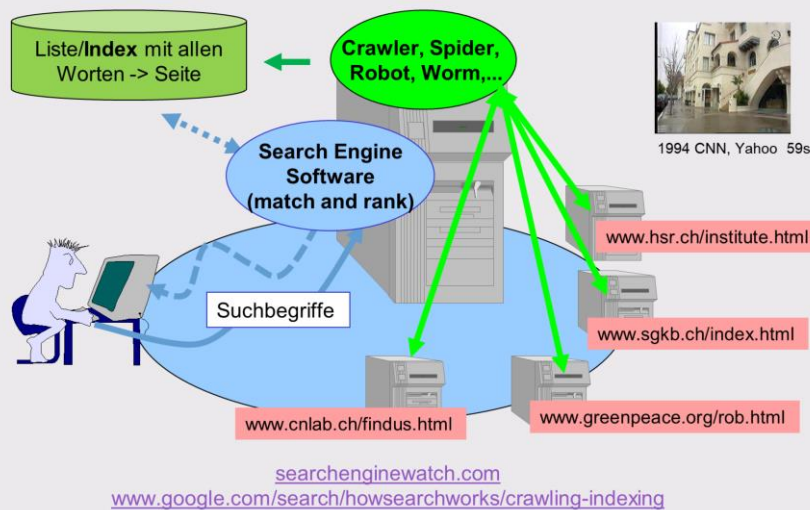 Liste/Index mit allen
Worten -> Seite
Crawler, Spider,
Robot, Worm,...
1994 CNN, Yahoo 59s
Search Engine
Software
(match and rank)
www.hsr.ch/institute.html
Suchbegriffe
www.sgkb.ch/index.html
www.greenpeace.org/rob.html
www.cnlab.ch/findus.html
searchenginewatch.com
www.google.com/search/howsearchworks/crawling-indexing